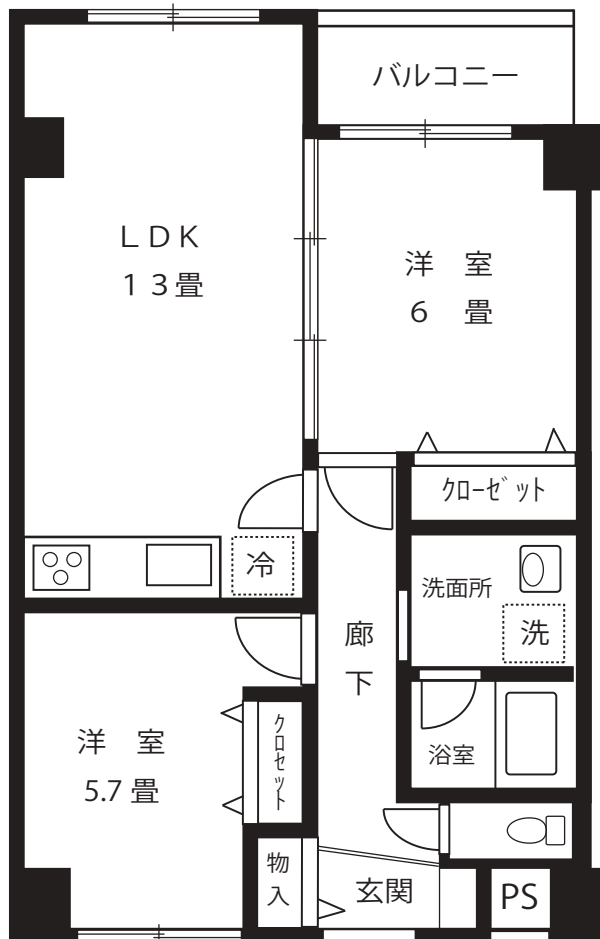 バルコニー
ＬＤＫ
１３畳
洋　室
6　畳
クローゼット
冷
洗面所
洗
廊
下
洋　室
5.7 畳
クロゼット
浴室
物
入
玄関
PS